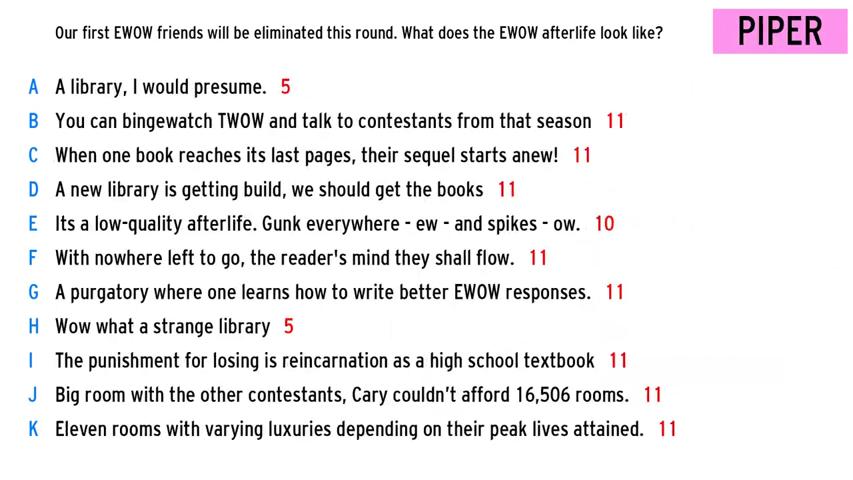 Our first EWOW friends will be eliminated this round. What does the EWOW afterlife look like?
PIPER
A A library, I would presume. 5
B You can bingewatch TWOW and talk to contestants from that season 11
C When one book reaches its last pages, their sequel starts anew! 11
D A new library is getting build, we should get the books 11
E Its a low-quality afterlife. Gunk everywhere - ew - and spikes - ow. 10
F With nowhere left to go, the reader's mind they shall flow. 11
G A purgatory where one learns how to write better EWOW responses. 11
H Wow what a strange library 5
I The punishment for losing is reincarnation as a high school textbook 11
J Big room with the other contestants, Cary couldn't afford 16,506 rooms. 11
K Eleven rooms with varying luxuries depending on their peak lives attained. 11